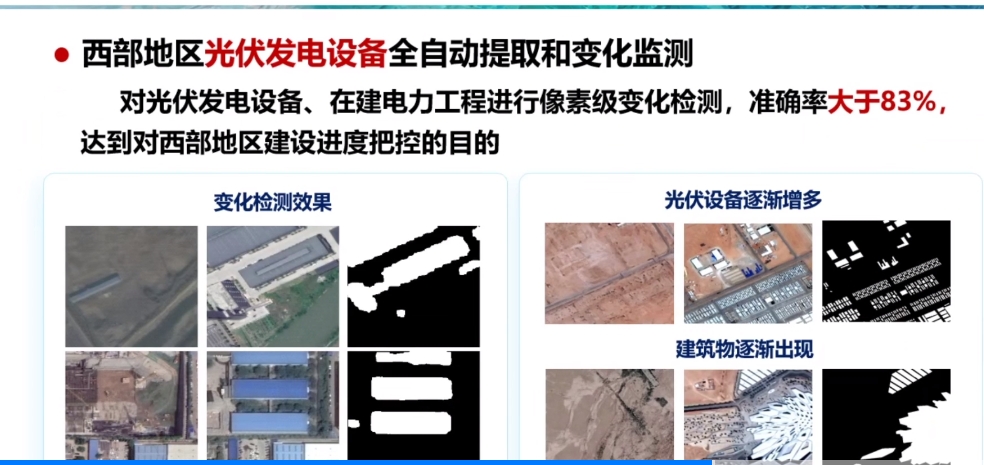 西部地区光伏发电设备全自动提取和变化监测
对光伏发电设备、在建电力工程进行像素级变化检测，准确率大于83%，
达到对西部地区建设进度把控的目的
变化检测效果
光伏设备逐渐增多
建筑物逐渐出现